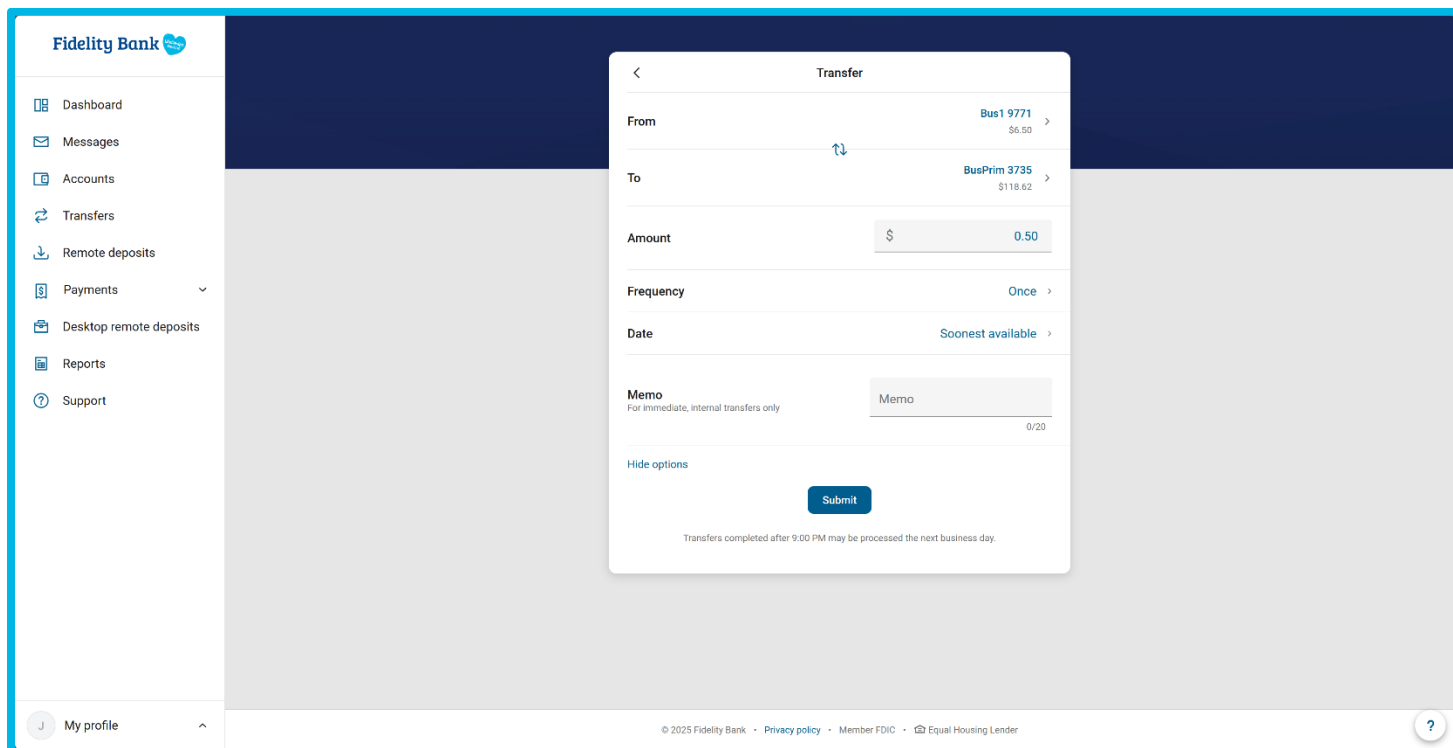 Fidelity Bank
Dashboard
Messages
Accounts
Transfers
Remote deposits
Payments
Desktop remote deposits
Reports
Support
J My profile
Transfer
From
Bus1 9771
$6.50
To
BusPrim 3735
$118.62
Amount
$ 0.50
Frequency
Once
Date
Soonest available
Memo
For immediate, internal transfers only
Memo
0/20
Hide options
Submit
Transfers completed after 9:00 PM may be processed the next business day.
© 2025 Fidelity Bank • Privacy policy • Member FDIC • Equal Housing Lender
?